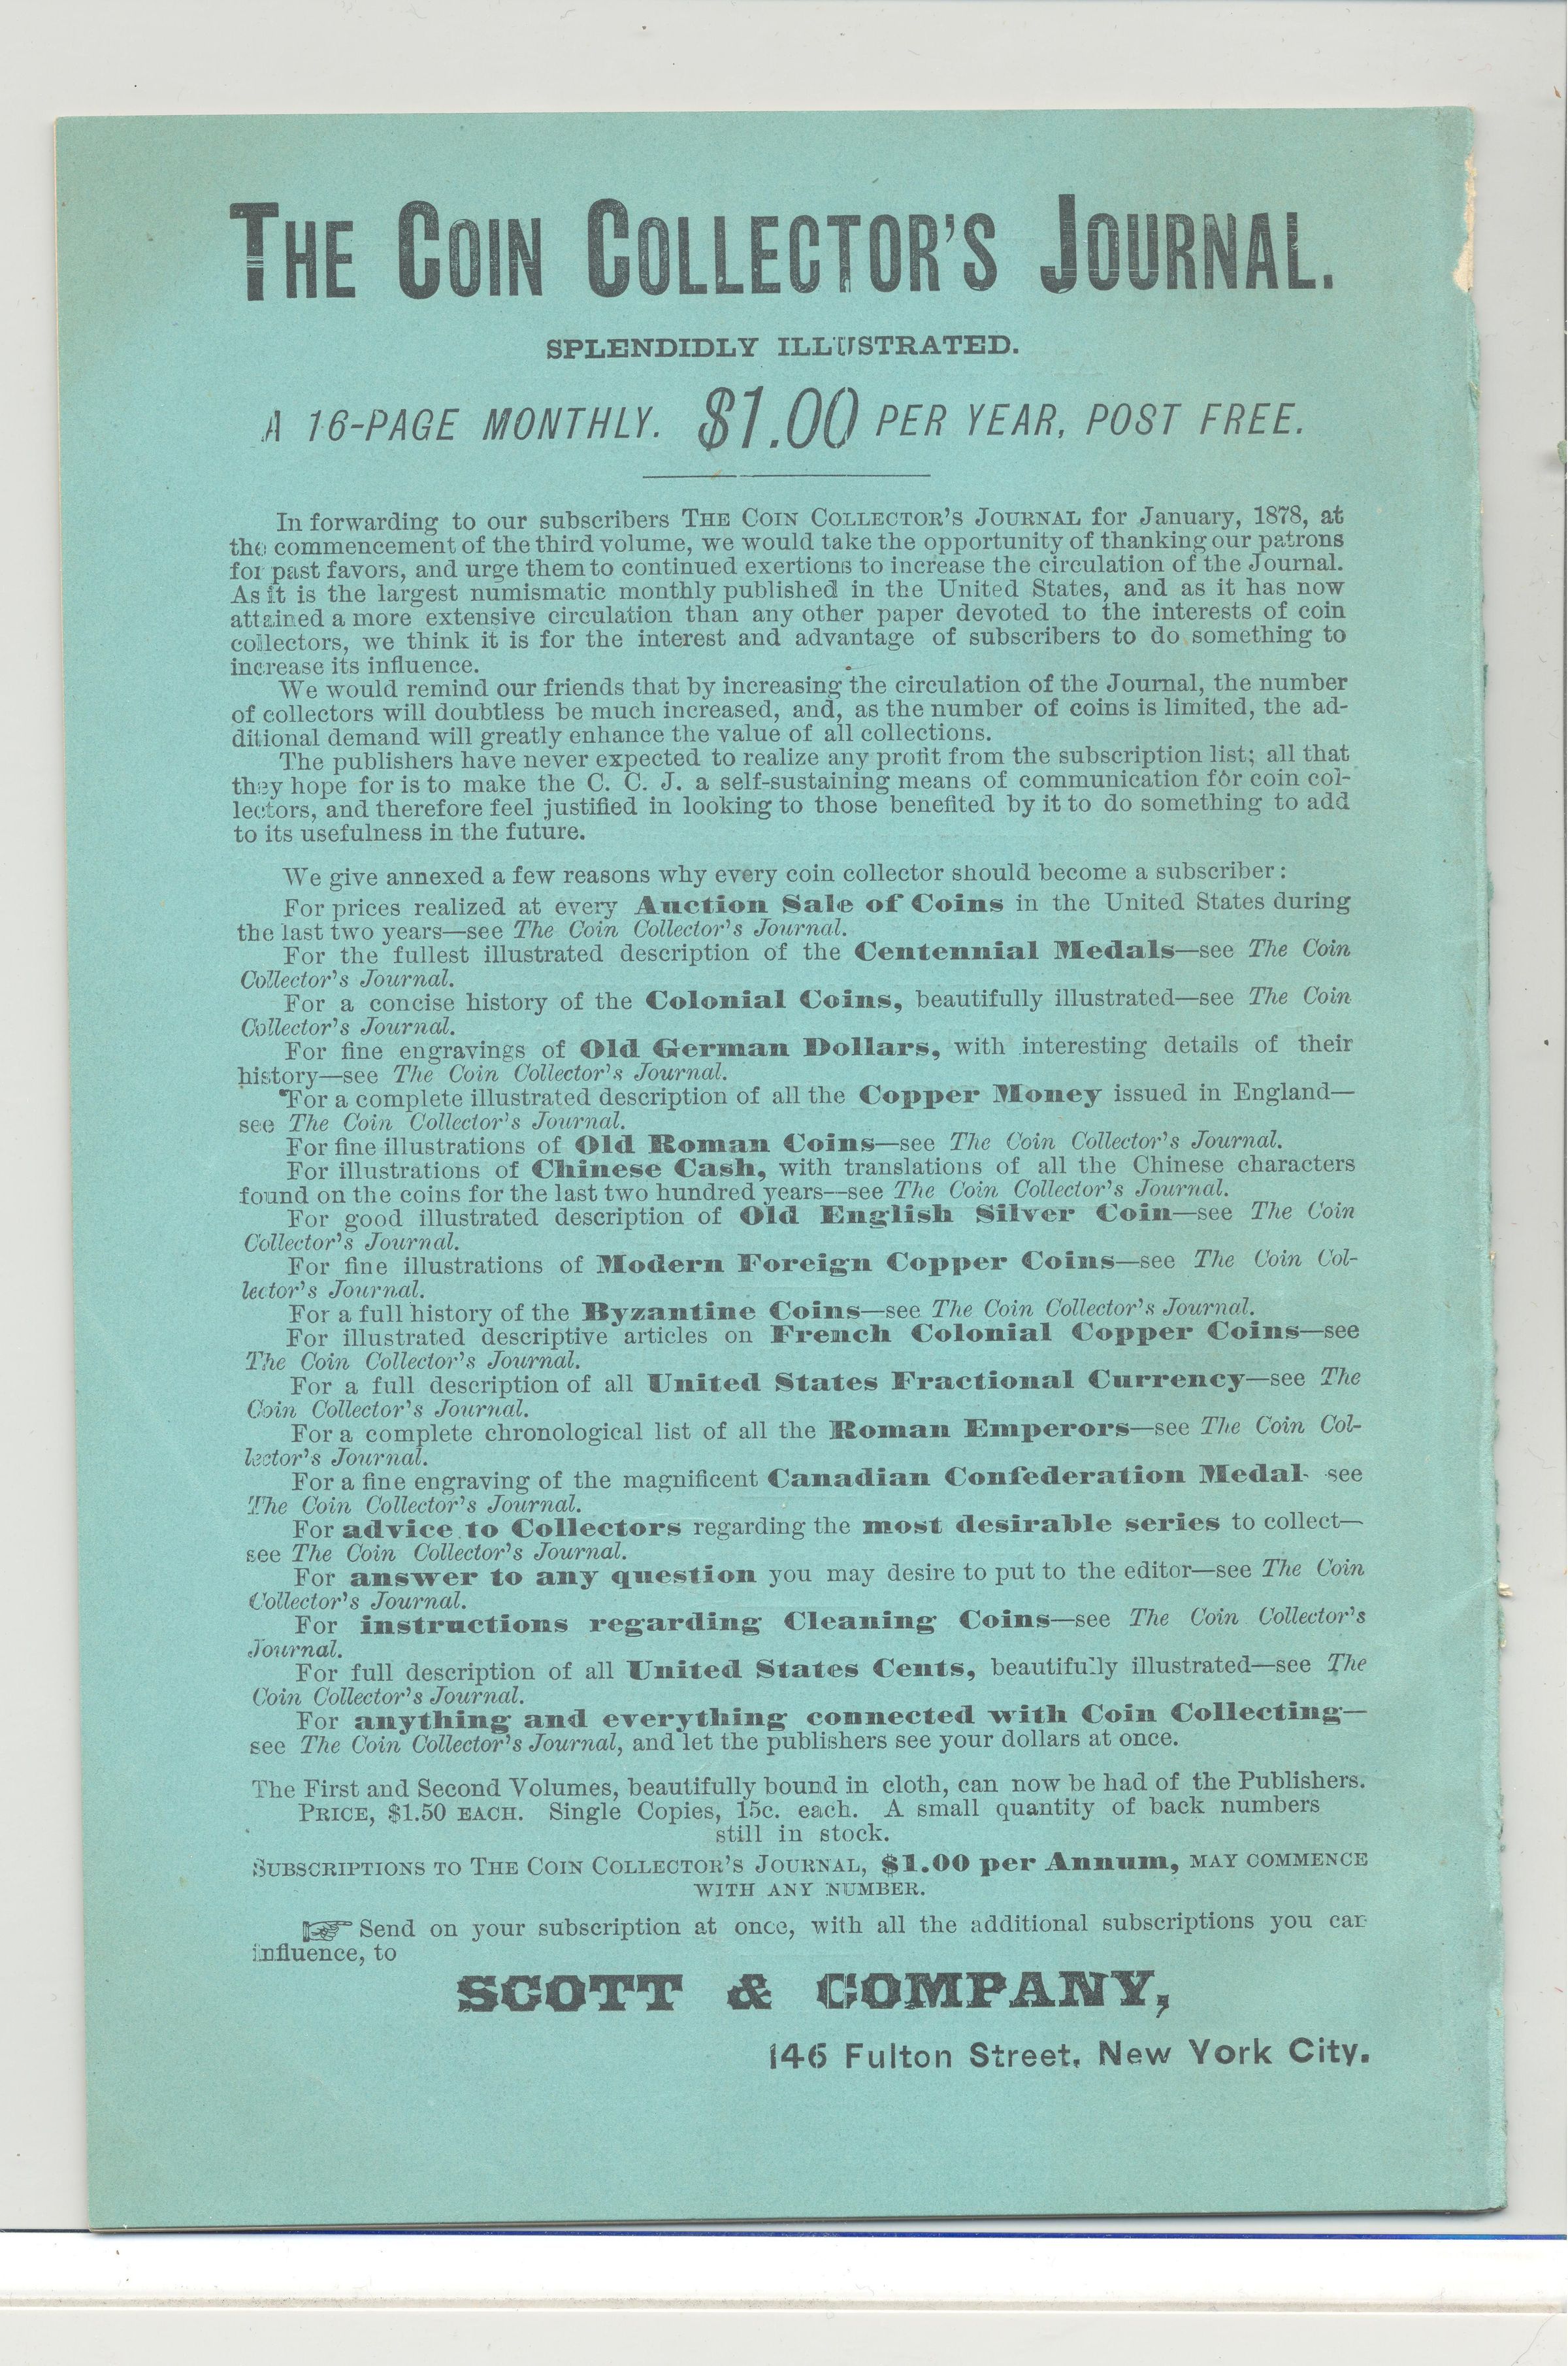 THE COIN COLLECTOR'S JOURNAL.
SPLENDIDLY ILLUSTRATED.
A 16-PAGE MONTHLY. $1.00 PER YEAR, POST FREE.
In forwarding to our subscribers THE COIN COLLECTOR'S JOURNAL for January, 1878, at
the commencement of the third volume, we would take the opportunity of thanking our patrons
for past favors, and urge them to continued exertions to increase the circulation of the Journal.
As it is the largest numismatic monthly published in the United States, and as it has now
attained a more extensive circulation than any other paper devoted to the interests of coin
collectors, we think it is for the interest and advantage of subscribers to do something to
increase its influence.
We would remind our friends that by increasing the circulation of the Journal, the number
of collectors will doubtless be much increased, and, as the number of coins is limited, the ad-
ditional demand will greatly enhance the value of all collections.
The publishers have never expected to realize any profit from the subscription list; all that
they hope for is to make the C. C. J. a self-sustaining means of communication for coin col-
lectors, and therefore feel justified in looking to those benefited by it to do something to add
to its usefulness in the future.
We give annexed a few reasons why every coin collector should become a subscriber:
For prices realized at every Auction Sale of Coins in the United States during
the last two years—see The Coin Collector's Journal.
For the fullest illustrated description of the Centennial Medals—see The Coin
Collector's Journal.
For a concise history of the Colonial Coins, beautifully illustrated—see The Coin
Collector's Journal.
For fine engravings of Old German Dollars, with interesting details of their
history—see The Coin Collector's Journal.
For a complete illustrated description of all the Copper Money issued in England—
see The Coin Collector's Journal.
For fine illustrations of Old Roman Coins—see The Coin Collector's Journal.
For illustrations of Chinese Cash, with translations of all the Chinese characters
found on the coins for the last two hundred years—see The Coin Collector's Journal.
For good illustrated description of Old English Silver Coin—see The Coin
Collector's Journal.
For fine illustrations of Modern Foreign Copper Coins—see The Coin Col-
lector's Journal.
For a full history of the Byzantine Coins—see The Coin Collector's Journal.
For illustrated descriptive articles on French Colonial Copper Coins—see
The Coin Collector's Journal.
For a full description of all United States Fractional Currency—see The
Coin Collector's Journal.
For a complete chronological list of all the Roman Emperors—see The Coin Col-
lector's Journal.
For a fine engraving of the magnificent Canadian Confederation Medal- see
The Coin Collector's Journal.
For advice to Collectors regarding the most desirable series to collect—
see The Coin Collector's Journal.
For answer to any question you may desire to put to the editor—see The Coin
Collector's Journal.
For instructions regarding Cleaning Coins—see The Coin Collector's
Journal.
For full description of all United States Cents, beautifully illustrated—see The
Coin Collector's Journal.
For anything and everything connected with Coin Collecting—
see The Coin Collector's Journal, and let the publishers see your dollars at once.
The First and Second Volumes, beautifully bound in cloth, can now be had of the Publishers.
PRICE, $1.50 EACH. Single Copies, 15c. each. A small quantity of back numbers
still in stock.
SUBSCRIPTIONS TO THE COIN COLLECTOR'S JOURNAL, $1.00 per Annum, MAY COMMENCE
WITH ANY NUMBER.
☞ Send on your subscription at once, with all the additional subscriptions you can
influence, to
SCOTT & COMPANY,
146 Fulton Street, New York City.